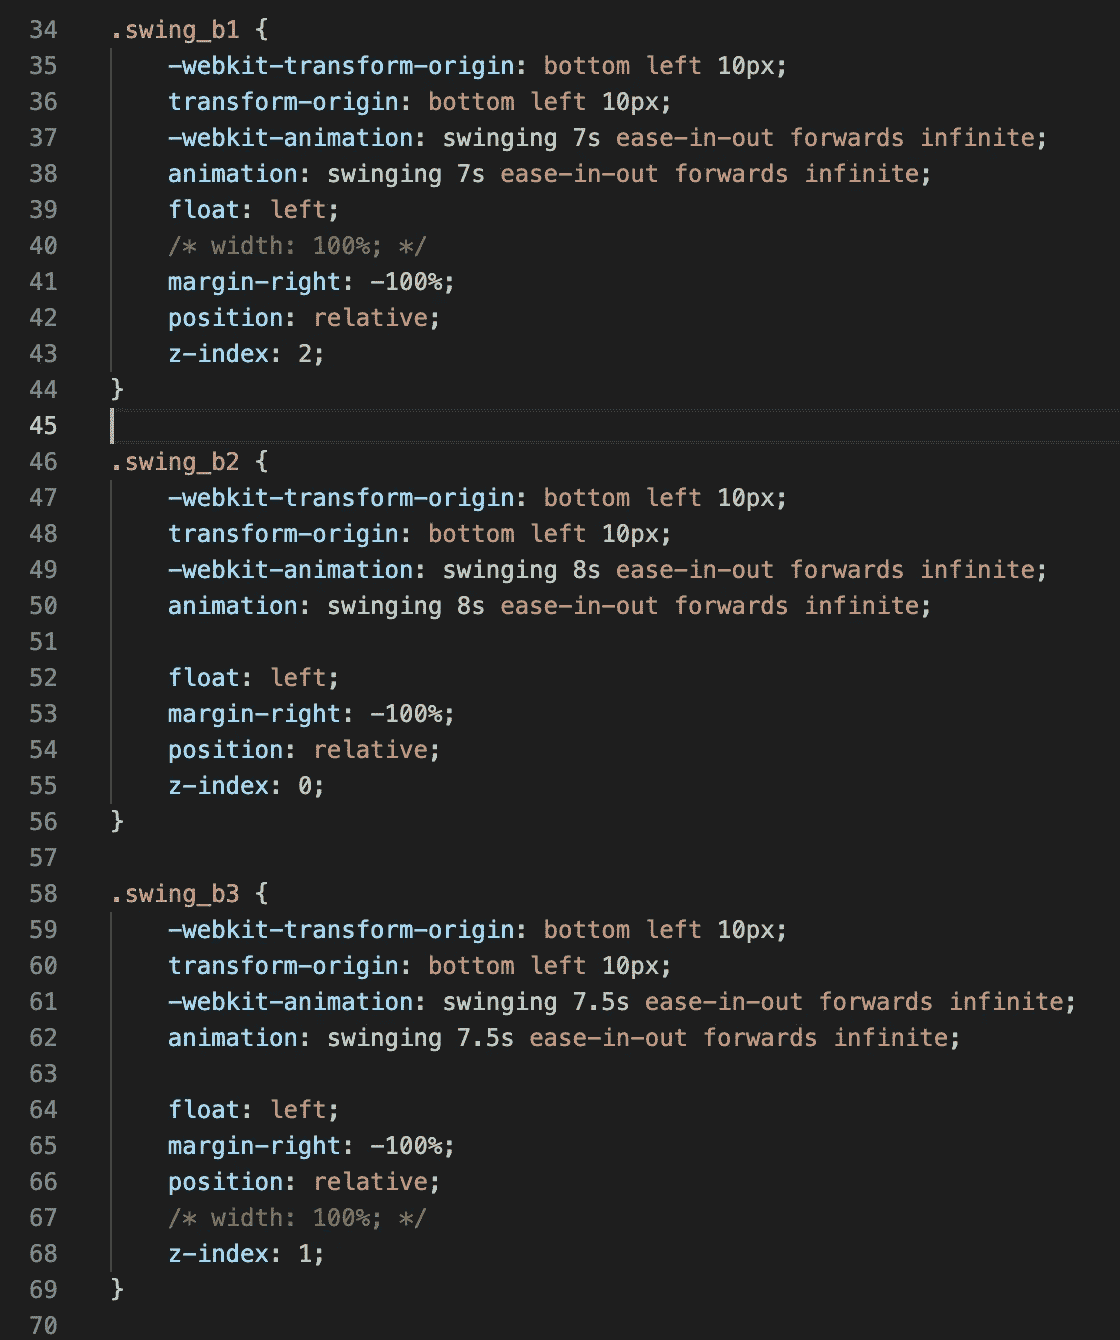 34 .swing_b1 {
35 -webkit-transform-origin: bottom left 10px;
36 transform-origin: bottom left 10px;
37 -webkit-animation: swinging 7s ease-in-out forwards infinite;
38 animation: swinging 7s ease-in-out forwards infinite;
39 float: left;
40 /* width: 100%; */
41 margin-right: -100%;
42 position: relative;
43 z-index: 2;
44 }
45
46 .swing_b2 {
47 -webkit-transform-origin: bottom left 10px;
48 transform-origin: bottom left 10px;
49 -webkit-animation: swinging 8s ease-in-out forwards infinite;
50 animation: swinging 8s ease-in-out forwards infinite;
51
52 float: left;
53 margin-right: -100%;
54 position: relative;
55 z-index: 0;
56 }
57
58 .swing_b3 {
59 -webkit-transform-origin: bottom left 10px;
60 transform-origin: bottom left 10px;
61 -webkit-animation: swinging 7.5s ease-in-out forwards infinite;
62 animation: swinging 7.5s ease-in-out forwards infinite;
63
64 float: left;
65 margin-right: -100%;
66 position: relative;
67 /* width: 100%; */
68 z-index: 1;
69 }
70